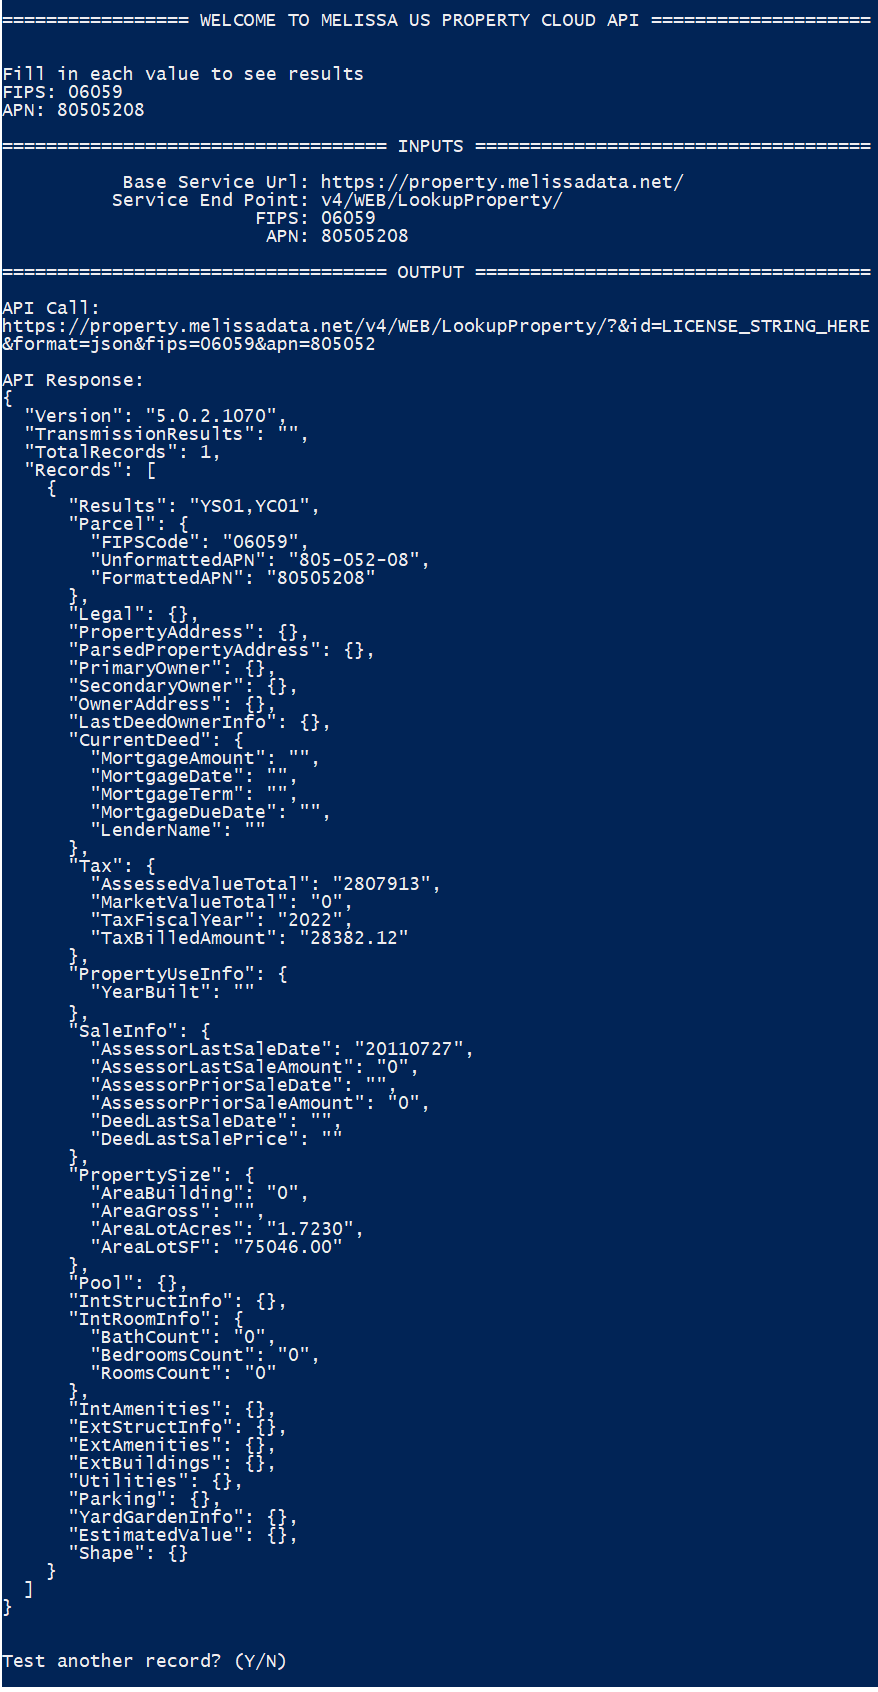 ================= WELCOME TO MELISSA US PROPERTY CLOUD API ====================
Fill in each value to see results
FIPS: 06059
APN: 80505208
=================================== INPUTS ====================================
Base Service Url: https://property.melissadata.net/
Service End Point: v4/WEB/LookupProperty/
FIPS: 06059
APN: 80505208
=================================== OUTPUT ====================================
API Call:
https://property.melissadata.net/v4/WEB/LookupProperty/?&id=LICENSE_STRING_HERE
&format=json&fips=06059&apn=805052
API Response:
{
  "Version": "5.0.2.1070",
  "TransmissionResults": "",
  "TotalRecords": 1,
  "Records": [
    {
      "Results": "YS01,YC01",
      "Parcel": {
        "FIPSCode": "06059",
        "UnformattedAPN": "805-052-08",
        "FormattedAPN": "80505208"
      },
      "Legal": {},
      "PropertyAddress": {},
      "ParsedPropertyAddress": {},
      "PrimaryOwner": {},
      "SecondaryOwner": {},
      "OwnerAddress": {},
      "LastDeedOwnerInfo": {},
      "CurrentDeed": {
        "MortgageAmount": "",
        "MortgageDate": "",
        "MortgageTerm": "",
        "MortgageDueDate": "",
        "LenderName": ""
      },
      "Tax": {
        "AssessedValueTotal": "2807913",
        "MarketValueTotal": "0",
        "TaxFiscalYear": "2022",
        "TaxBilledAmount": "28382.12"
      },
      "PropertyUseInfo": {
        "YearBuilt": ""
      },
      "SaleInfo": {
        "AssessorLastSaleDate": "20110727",
        "AssessorLastSaleAmount": "0",
        "AssessorPriorSaleDate": "",
        "AssessorPriorSaleAmount": "0",
        "DeedLastSaleDate": "",
        "DeedLastSalePrice": ""
      },
      "PropertySize": {
        "AreaBuilding": "0",
        "AreaGross": "",
        "AreaLotAcres": "1.7230",
        "AreaLotSF": "75046.00"
      },
      "Pool": {},
      "IntStructInfo": {},
      "IntRoomInfo": {
        "BathCount": "0",
        "BedroomsCount": "0",
        "RoomsCount": "0"
      },
      "IntAmenities": {},
      "ExtStructInfo": {},
      "ExtAmenities": {},
      "ExtBuildings": {},
      "Utilities": {},
      "Parking": {},
      "YardGardenInfo": {},
      "EstimatedValue": {},
      "Shape": {}
    }
  ]
}
Test another record? (Y/N)